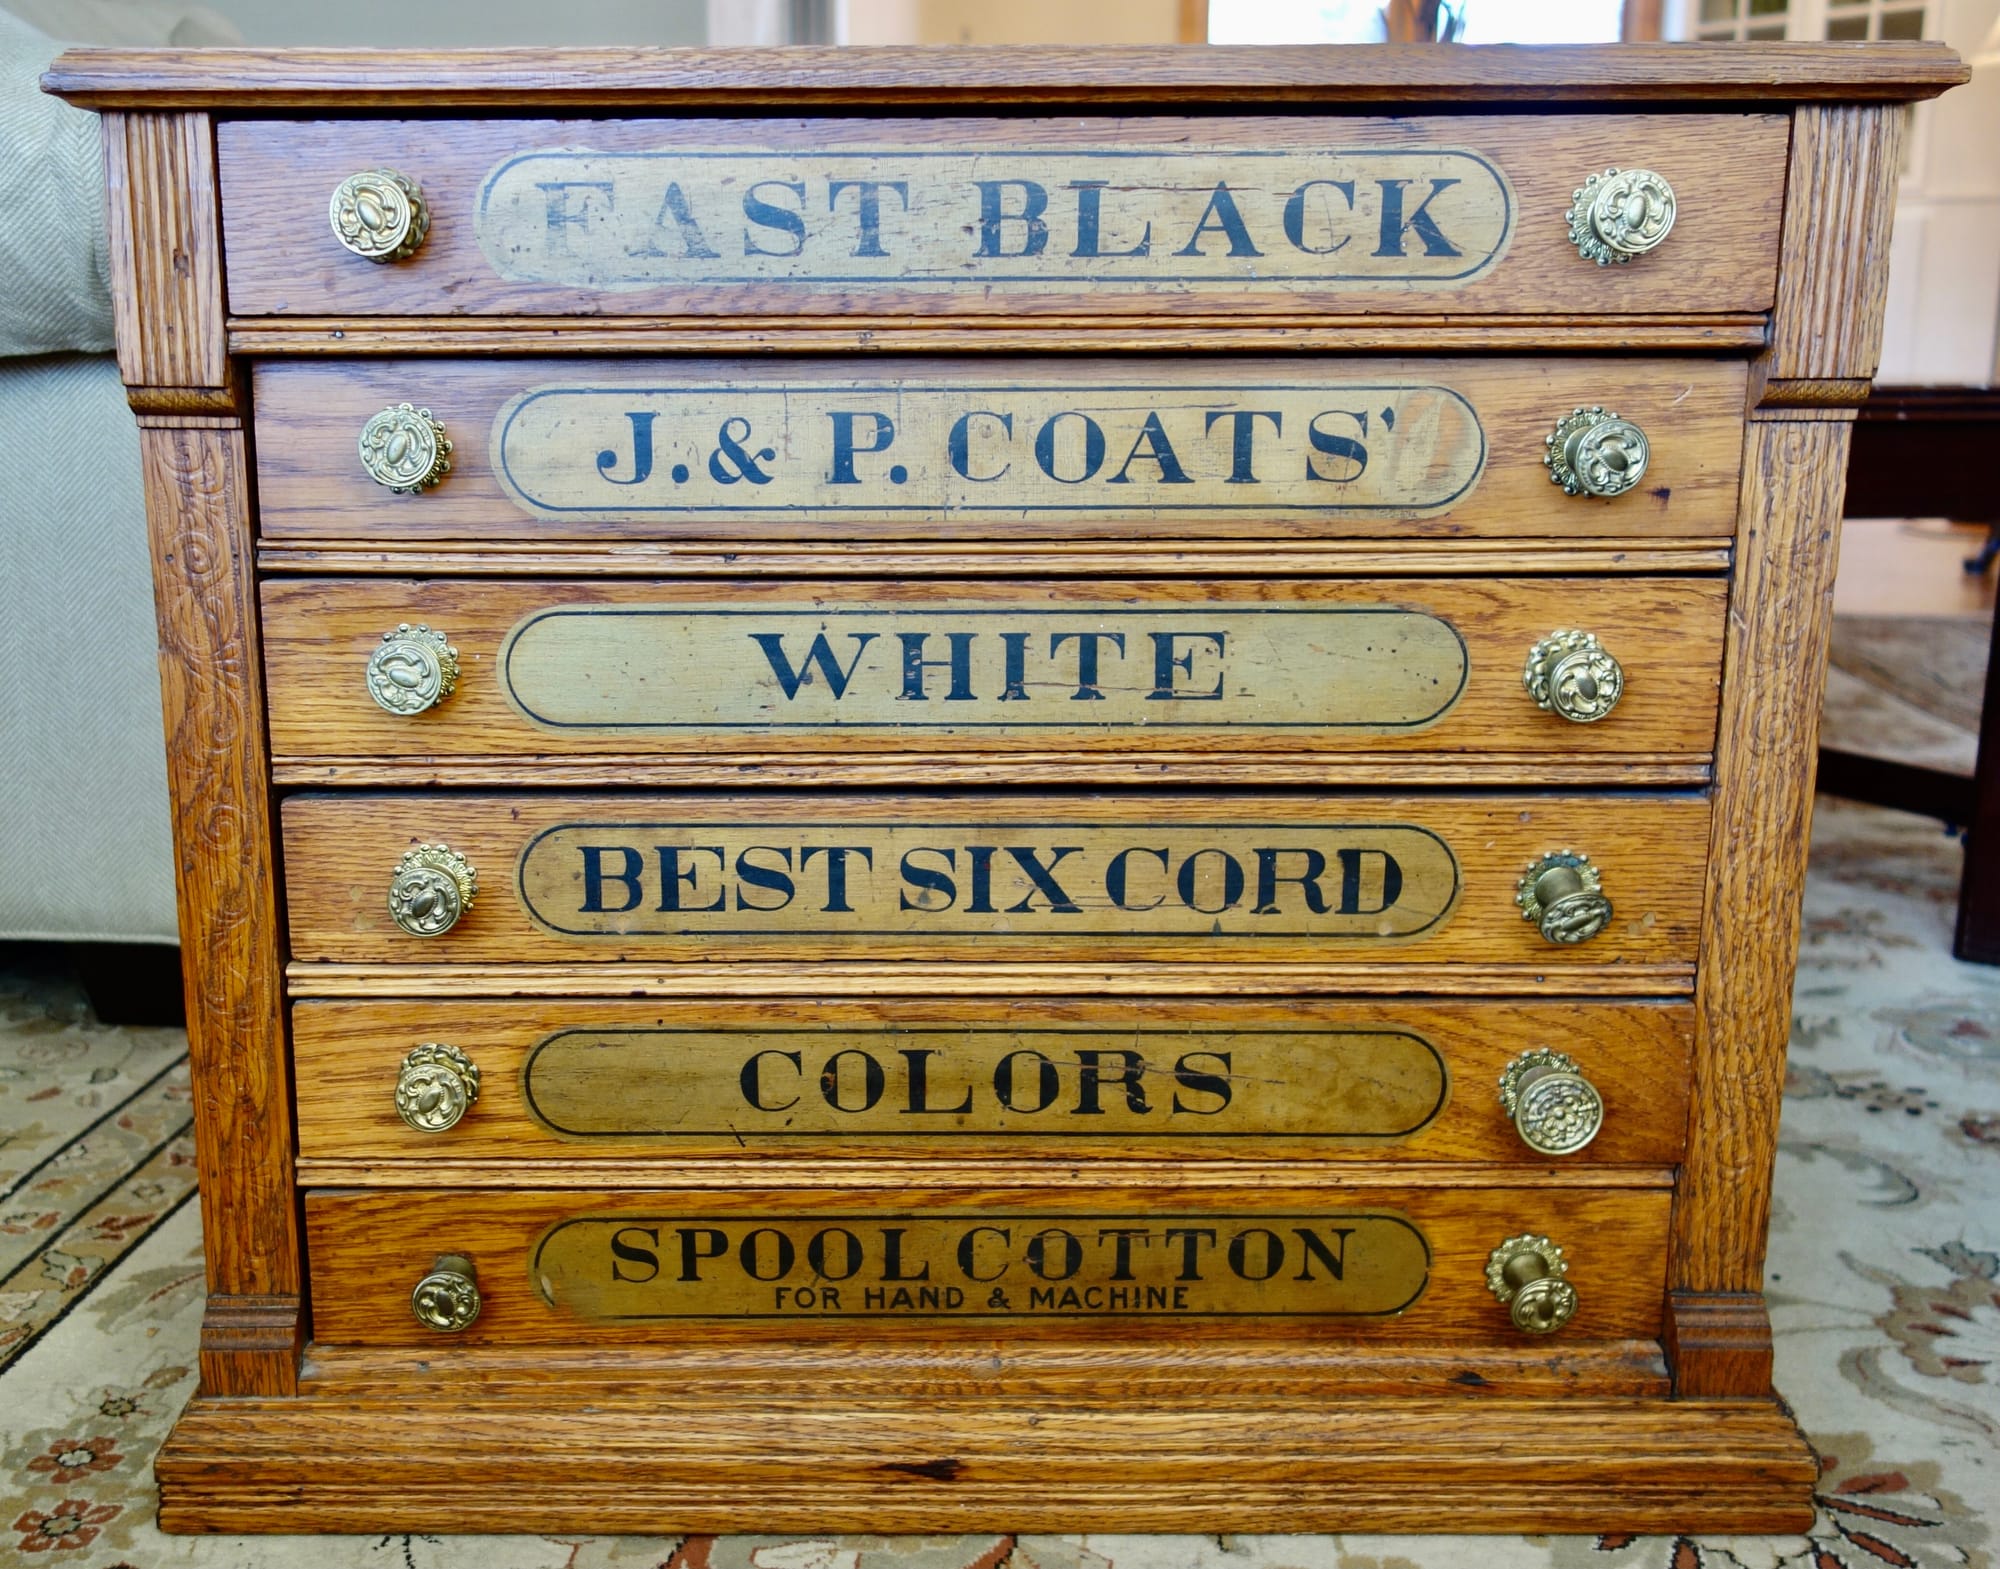 FAST BLACK
J. & P. COATS'
WHITE
BEST SIX CORD
COLORS
SPOOL COTTON
FOR HAND & MACHINE